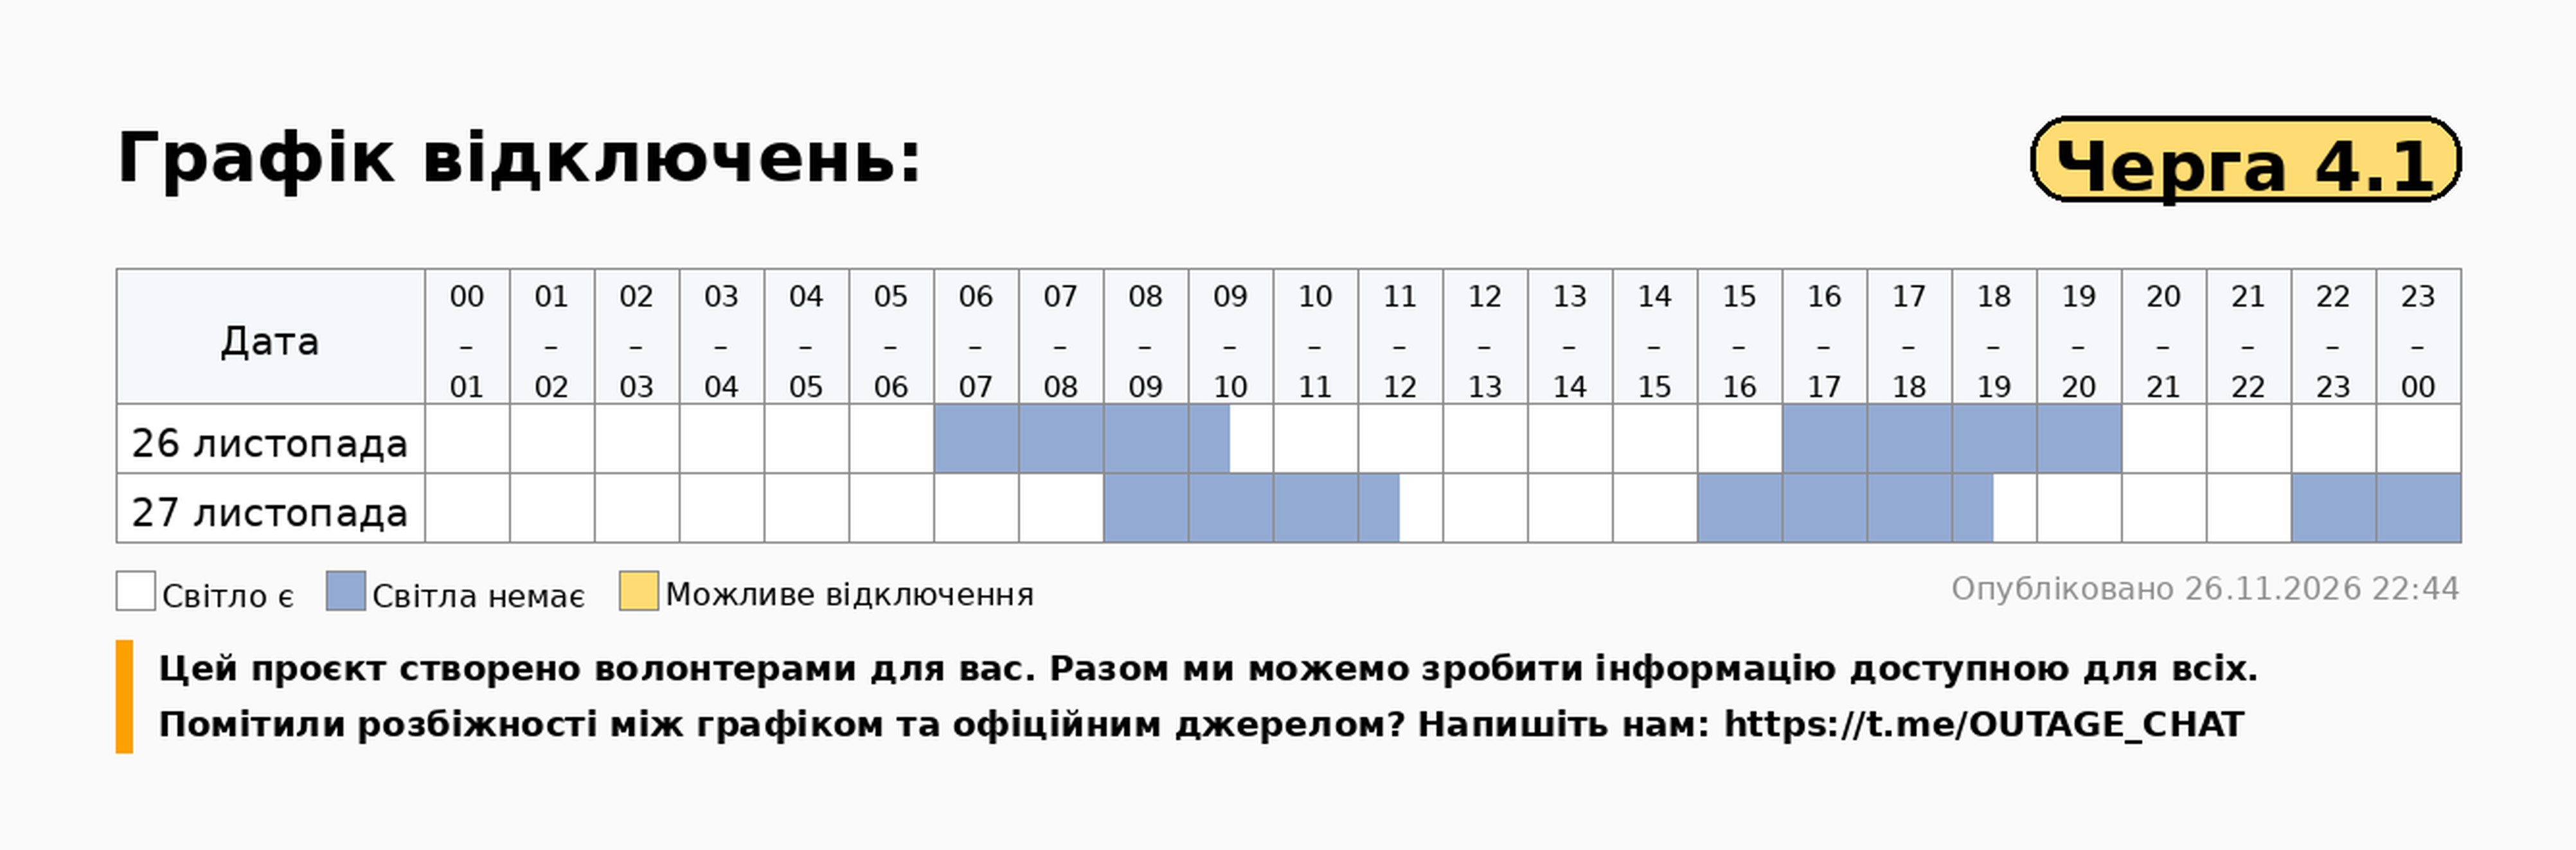 Графік відключень:
Черга 4.1
Дата
00 – 01
01 – 02
02 – 03
03 – 04
04 – 05
05 – 06
06 – 07
07 – 08
08 – 09
09 – 10
10 – 11
11 – 12
12 – 13
13 – 14
14 – 15
15 – 16
16 – 17
17 – 18
18 – 19
19 – 20
20 – 21
21 – 22
22 – 23
23 – 00
26 листопада
27 листопада
Світло є
Світла немає
Можливе відключення
Опубліковано 26.11.2026 22:44
Цей проєкт створено волонтерами для вас. Разом ми можемо зробити інформацію доступною для всіх.
Помітили розбіжності між графіком та офіційним джерелом? Напишіть нам: https://t.me/OUTAGE_CHAT